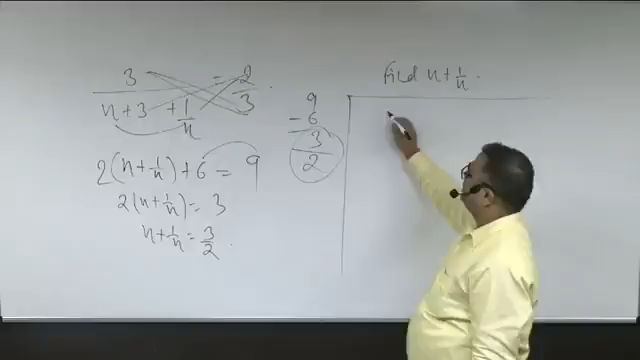 3/(n + 3 + 1/n) = 2/3
2(n + 1/n) + 6 = 9
2(n + 1/n) = 3
n + 1/n = 3/2.
9
- 6
3/2
Find n + 1/n.